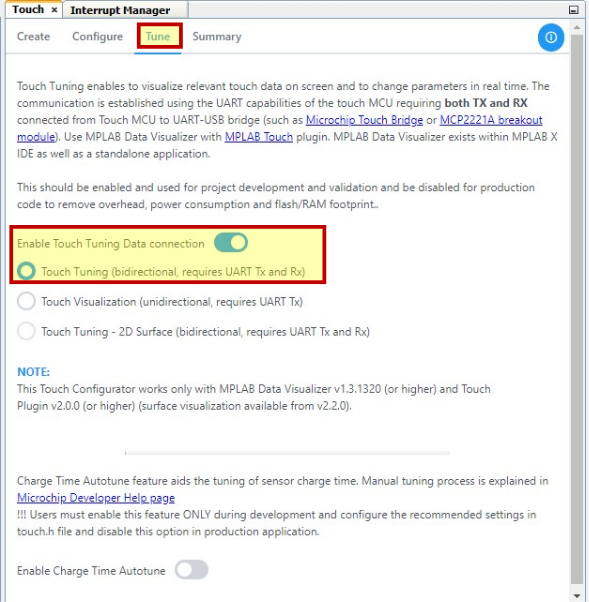 Touch × Interrupt Manager
Create Configure Tune Summary
Touch Tuning enables to visualize relevant touch data on screen and to change parameters in real time. The
communication is established using the UART capabilities of the touch MCU requiring both TX and RX
connected from Touch MCU to UART-USB bridge (such as Microchip Touch Bridge or MCP2221A breakout
module). Use MPLAB Data Visualizer with MPLAB Touch plugin. MPLAB Data Visualizer exists within MPLAB X
IDE as well as a standalone application.
This should be enabled and used for project development and validation and be disabled for production
code to remove overhead, power consumption and flash/RAM footprint..
Enable Touch Tuning Data connection
Touch Tuning (bidirectional, requires UART Tx and Rx)
Touch Visualization (unidirectional, requires UART Tx)
Touch Tuning - 2D Surface (bidirectional, requires UART Tx and Rx)
NOTE:
This Touch Configurator works only with MPLAB Data Visualizer v1.3.1320 (or higher) and Touch
Plugin v2.0.0 (or higher) (surface visualization available from v2.2.0).
Charge Time Autotune feature aids the tuning of sensor charge time. Manual tuning process is explained in
Microchip Developer Help page
!!! Users must enable this feature ONLY during development and configure the recommended settings in
touch.h file and disable this option in production application.
Enable Charge Time Autotune